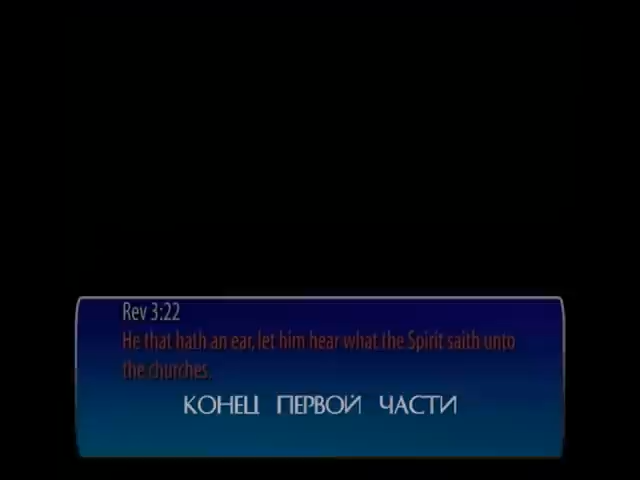 Rev 3:22
He that hath an ear, let him hear what the Spirit saith unto
the churches.
КОНЕЦ ПЕРВОЙ ЧАСТИ